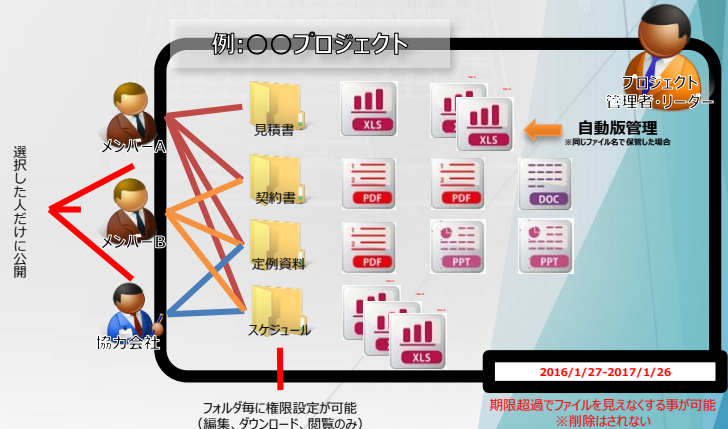 例:〇〇プロジェクト
プロジェクト
管理者・リーダー
メンバーA
見積書
XLS
XLS
自動版管理
※同じファイル名で保管した場合
選択した人だけに公開
メンバーB
契約書
PDF
PDF
DOC
定例資料
PDF
PPT
PPT
協力会社
スケジュール
XLS
2016/1/27-2017/1/26
フォルダ毎に権限設定が可能
(編集、ダウンロード、閲覧のみ)
期限超過でファイルを見えなくする事が可能
※削除はされない